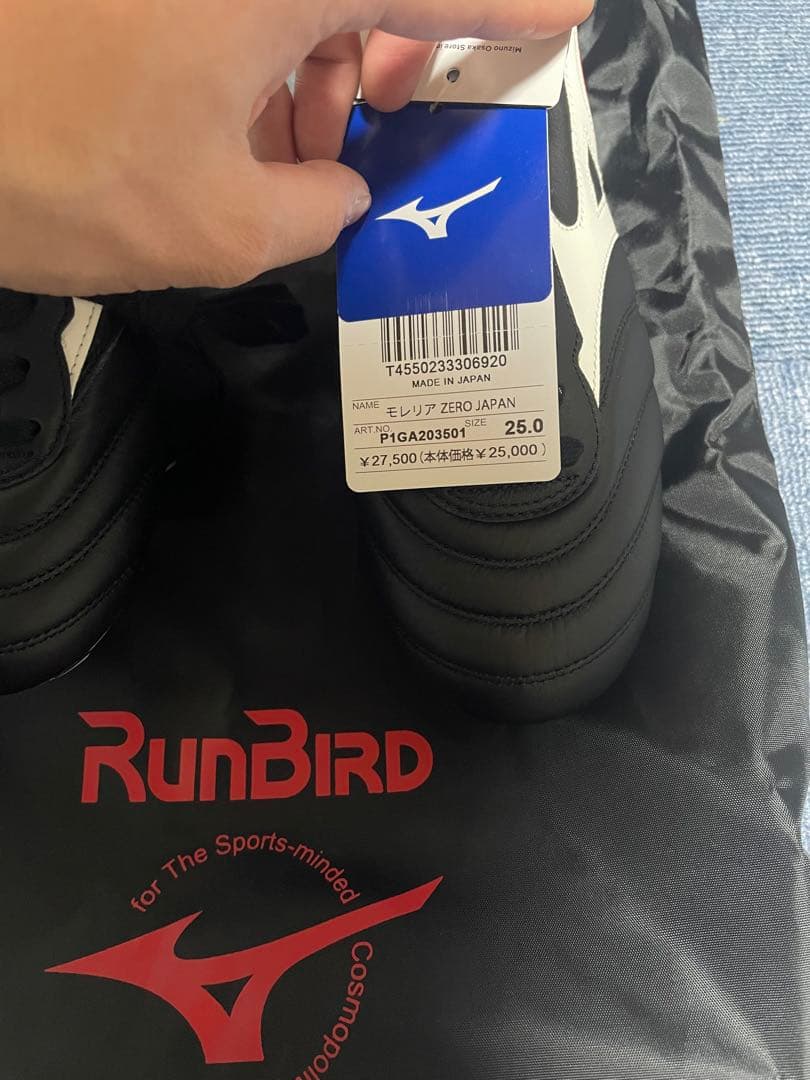 Mizuno Osaka Store
T4550233306920
MADE IN JAPAN
NAME モレリア ZERO JAPAN
ART.NO. P1GA203501 SIZE 25.0
¥27,500(本体価格¥25,000)
RUNBIRD
for The Sports-minded